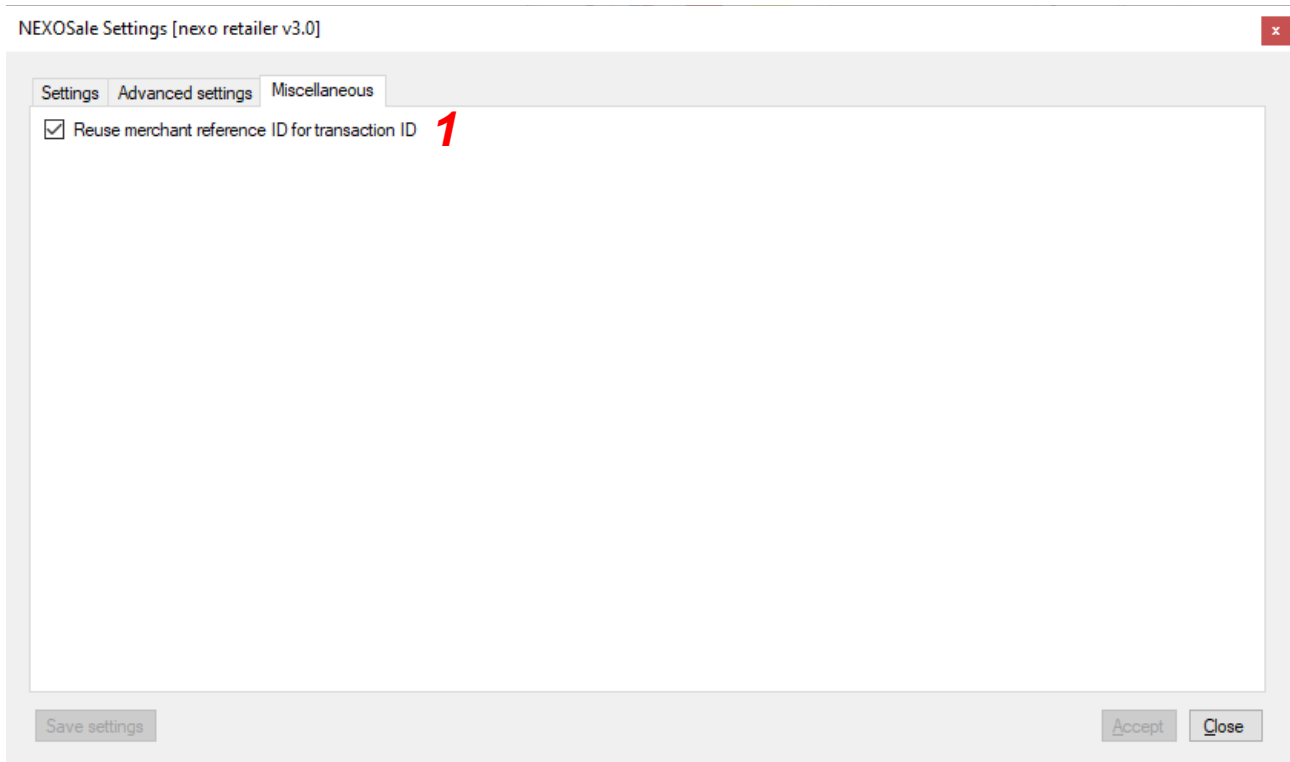 NEXOSale Settings [nexo retailer v3.0]
x
Settings Advanced settings Miscellaneous
Reuse merchant reference ID for transaction ID 1
Save settings Accept Close